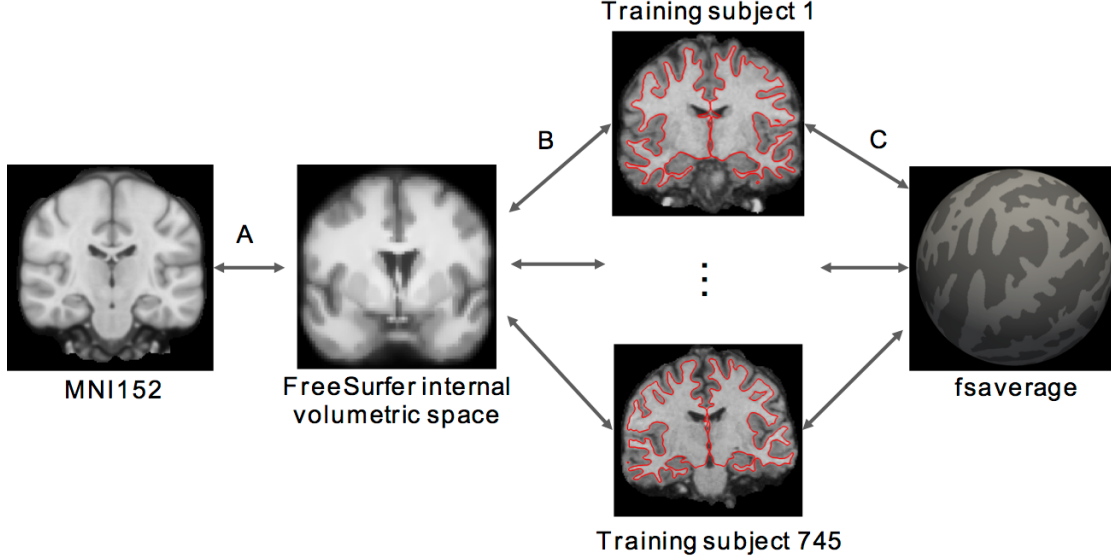 Training subject 1
B
C
A
⋮
MNI152
FreeSurfer internal
volumetric space
fsaverage
Training subject 745